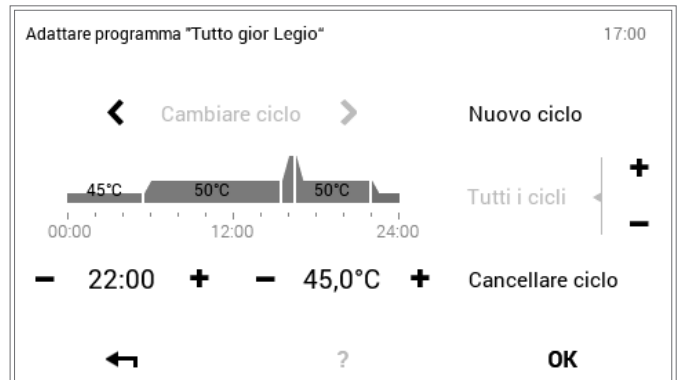 Adattare programma "Tutto gior Legio“ 17:00
Cambiare ciclo Nuovo ciclo
45°C 50°C 50°C
Tutti i cicli
00:00 12:00 24:00
22:00 45,0°C Cancellare ciclo
? OK